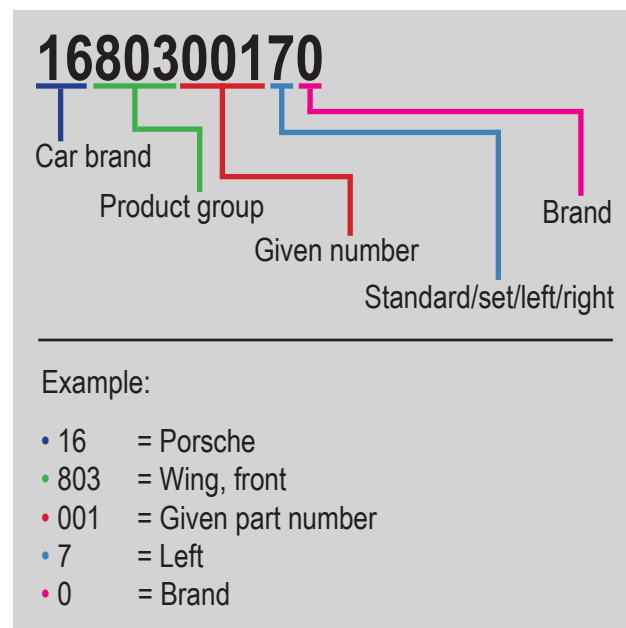 1680300170
Car brand
Product group
Brand
Given number
Standard/set/left/right
Example:
• 16 = Porsche
• 803 = Wing, front
• 001 = Given part number
• 7 = Left
• 0 = Brand